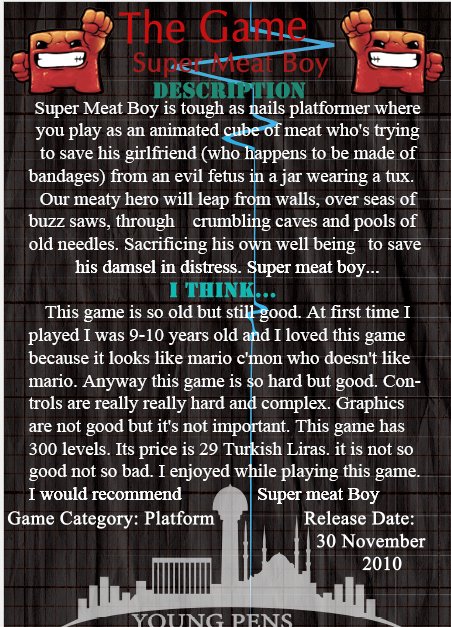 The Game
Super Meat Boy
DESCRIPTION
Super Meat Boy is tough as nails platformer where
you play as an animated cube of meat who's trying
to save his girlfriend (who happens to be made of
bandages) from an evil fetus in a jar wearing a tux.
Our meaty hero will leap from walls, over seas of
buzz saws, through crumbling caves and pools of
old needles. Sacrificing his own well being to save
his damsel in distress. Super meat boy...
I THINK...
This game is so old but still good. At first time I
played I was 9-10 years old and I loved this game
because it looks like mario c'mon who doesn't like
mario. Anyway this game is so hard but good. Con-
trols are really really hard and complex. Graphics
are not good but it's not important. This game has
300 levels. Its price is 29 Turkish Liras. it is not so
good not so bad. I enjoyed while playing this game.
I would recommend Super meat Boy
Game Category: Platform Release Date:
30 November
2010
YOUNG PENS